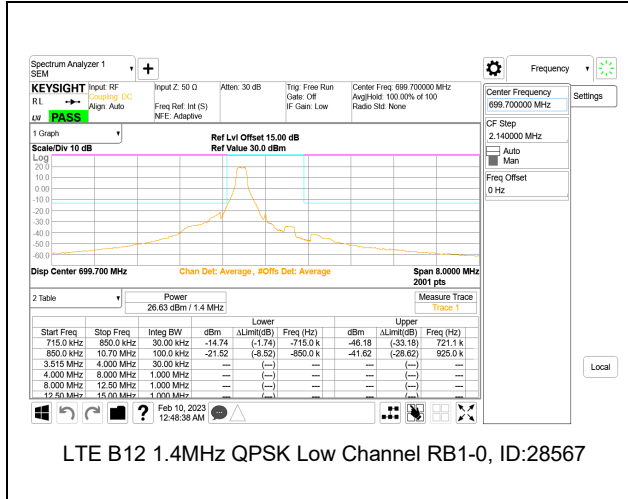 Spectrum Analyzer 1
SEM
Frequency
KEYSIGHT
Input: RF
Input Z: 50 Ω
Atten: 30 dB
Trig: Free Run
Center Freq: 699.700000 MHz
RL
Coupling: DC
Gate: Off
Avg|Hold: 100.00% of 100
Align: Auto
Freq Ref: Int (S)
IF Gain: Low
Radio Std: None
LXI
PASS
NFE: Adaptive
Center Frequency
699.700000 MHz
Settings
CF Step
2.140000 MHz
Auto
Man
Freq Offset
0 Hz
1 Graph
Ref Lvl Offset 15.00 dB
Scale/Div 10 dB
Ref Value 30.0 dBm
Log
20.0
10.0
0.00
-10.0
-20.0
-30.0
-40.0
-50.0
-60.0
Disp Center 699.700 MHz
Chan Det: Average , #Offs Det: Average
Span 8.0000 MHz
2001 pts
2 Table
Power
Measure Trace
26.63 dBm / 1.4 MHz
Trace 1
Lower Upper
Start Freq Stop Freq Integ BW dBm ΔLimit(dB) Freq (Hz) dBm ΔLimit(dB) Freq (Hz)
715.0 kHz 850.0 kHz 30.00 kHz -14.74 (-1.74) -715.0 k -46.18 (-33.18) 721.1 k
850.0 kHz 10.70 MHz 100.0 kHz -21.52 (-8.52) -850.0 k -41.62 (-28.62) 925.0 k
3.515 MHz 4.000 MHz 30.00 kHz --- (---) --- (---) ---
4.000 MHz 8.000 MHz 1.000 MHz --- (---) --- --- (---) ---
8.000 MHz 12.50 MHz 1.000 MHz --- (---) --- --- (---) ---
12.50 MHz 15.00 MHz 1.000 MHz --- (---) --- --- (---) ---
Local
Feb 10, 2023
12:48:38 AM
LTE B12 1.4MHz QPSK Low Channel RB1-0, ID:28567